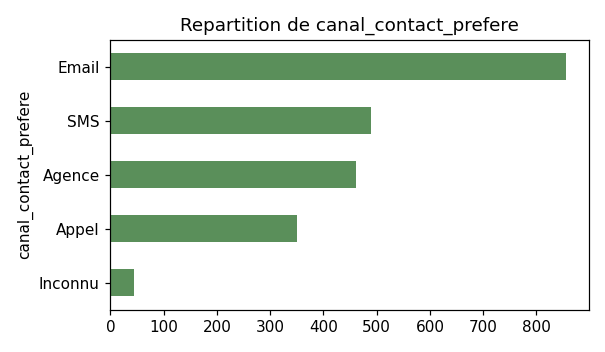 Repartition de canal_contact_prefere
canal_contact_prefere
Email
SMS
Agence
Appel
Inconnu
0 100 200 300 400 500 600 700 800